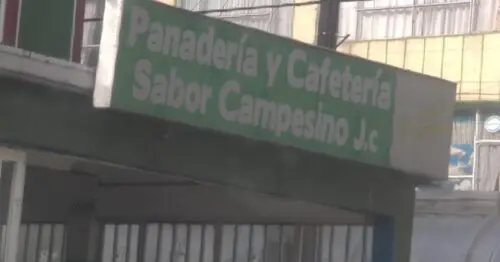 Panadería y Cafetería
Sabor Campesino J.c